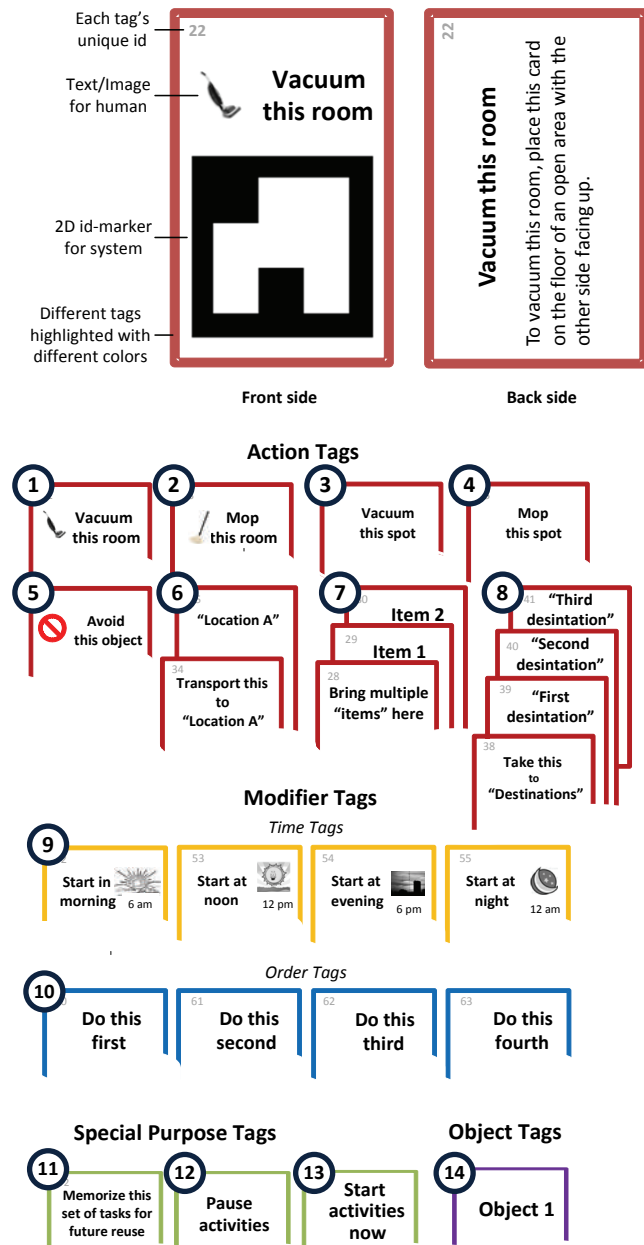 Each tag's
unique id
Text/Image
for human
2D id-marker
for system
Different tags
highlighted with
different colors
22
Vacuum
this room
Front side
22
Vacuum this room
To vacuum this room, place this card
on the floor of an open area with the
other side facing up.
Back side
Action Tags
1
Vacuum
this room
2
Mop
this room
3
Vacuum
this spot
4
Mop
this spot
5
Avoid
this object
6
"Location A"
34
Transport this
to
"Location A"
7
Item 2
29
Item 1
28
Bring multiple
"items" here
8
41
"Third
desintation"
40
"Second
desintation"
39
"First
desintation"
38
Take this
to
"Destinations"
Modifier Tags
Time Tags
9
Start in
morning
6 am
53
Start at
noon
12 pm
54
Start at
evening
6 pm
55
Start at
night
12 am
Order Tags
10
Do this
first
61
Do this
second
62
Do this
third
63
Do this
fourth
Special Purpose Tags
11
Memorize this
set of tasks for
future reuse
12
Pause
activities
13
Start
activities
now
Object Tags
14
Object 1